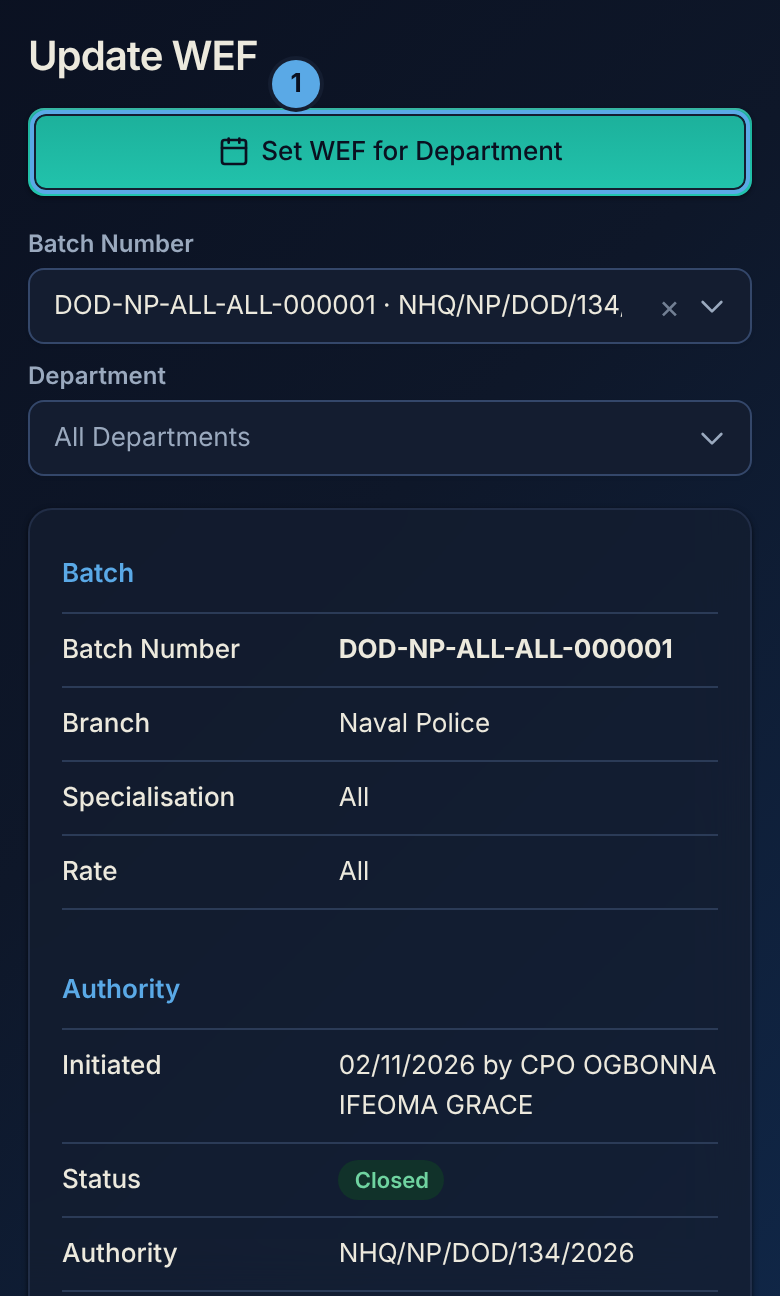 Update WEF
1
Set WEF for Department
Batch Number
DOD-NP-ALL-ALL-000001 · NHQ/NP/DOD/134,
Department
All Departments
Batch
Batch Number DOD-NP-ALL-ALL-000001
Branch Naval Police
Specialisation All
Rate All
Authority
Initiated 02/11/2026 by CPO OGBONNA
IFEOMA GRACE
Status Closed
Authority NHQ/NP/DOD/134/2026